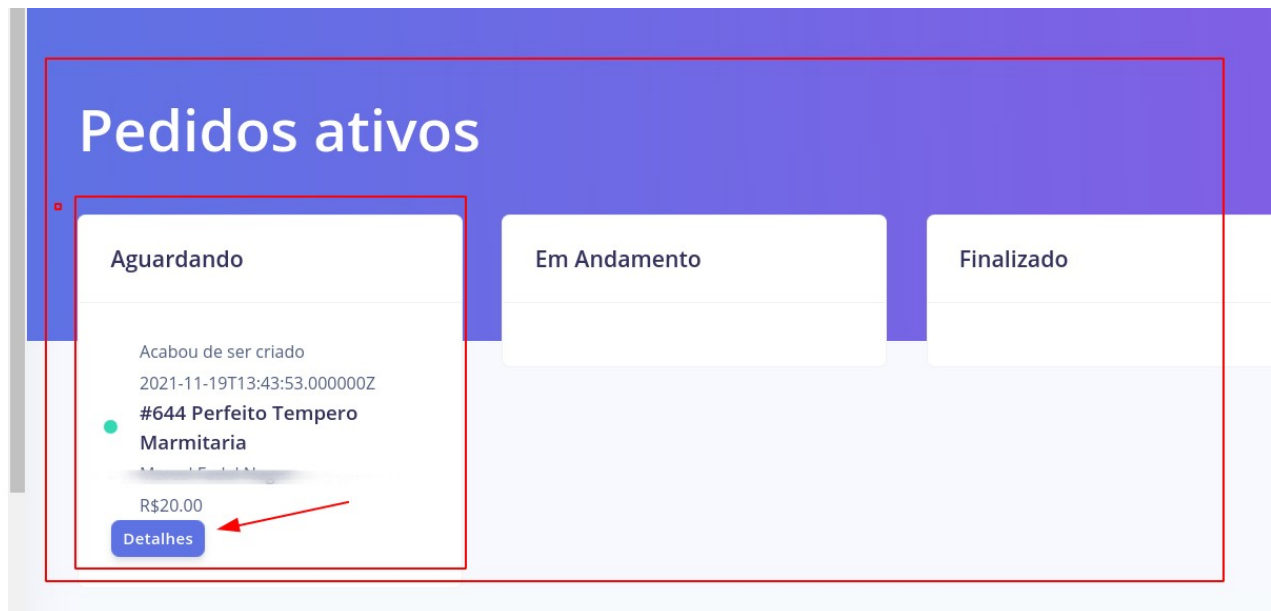 Pedidos ativos
Aguardando
Em Andamento
Finalizado
Acabou de ser criado
2021-11-19T13:43:53.000000Z
#644 Perfeito Tempero
Marmitaria
R$20.00
Detalhes